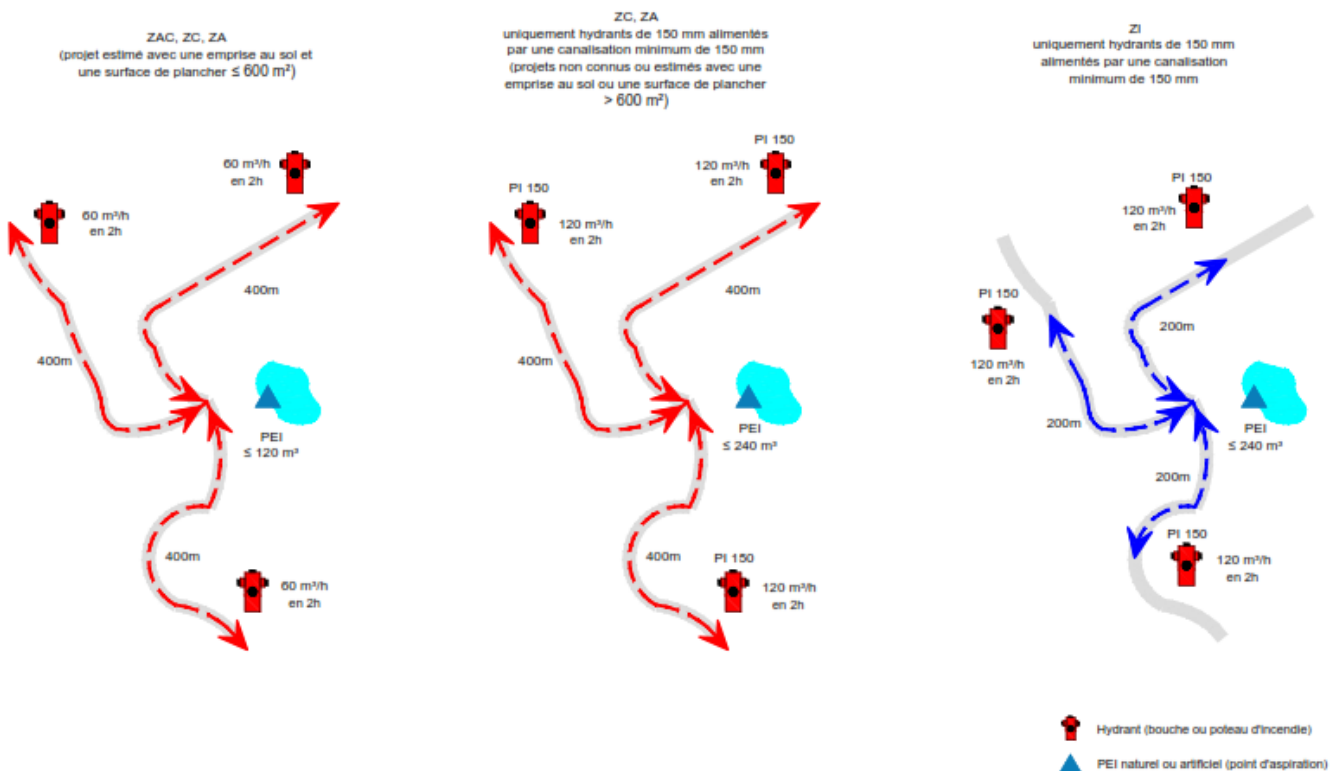 ZAC, ZC, ZA
(projet estimé avec une emprise au sol et
une surface de plancher ≤ 600 m²)
60 m³/h
en 2h
60 m³/h
en 2h
400m
400m
PEI
≤ 120 m³
400m
60 m³/h
en 2h
ZC, ZA
uniquement hydrants de 150 mm alimentés
par une canalisation minimum de 150 mm
(projets non connus ou estimés avec une
emprise au sol ou une surface de plancher
> 600 m²)
PI 150
120 m³/h
en 2h
PI 150
120 m³/h
en 2h
400m
400m
PEI
≤ 240 m³
400m
PI 150
120 m³/h
en 2h
ZI
uniquement hydrants de 150 mm
alimentés par une canalisation
minimum de 150 mm
PI 150
120 m³/h
en 2h
PI 150
120 m³/h
en 2h
200m
200m
PEI
≤ 240 m³
200m
PI 150
120 m³/h
en 2h
Hydrant (bouche ou poteau d'incendie)
PEI naturel ou artificiel (point d'aspiration)